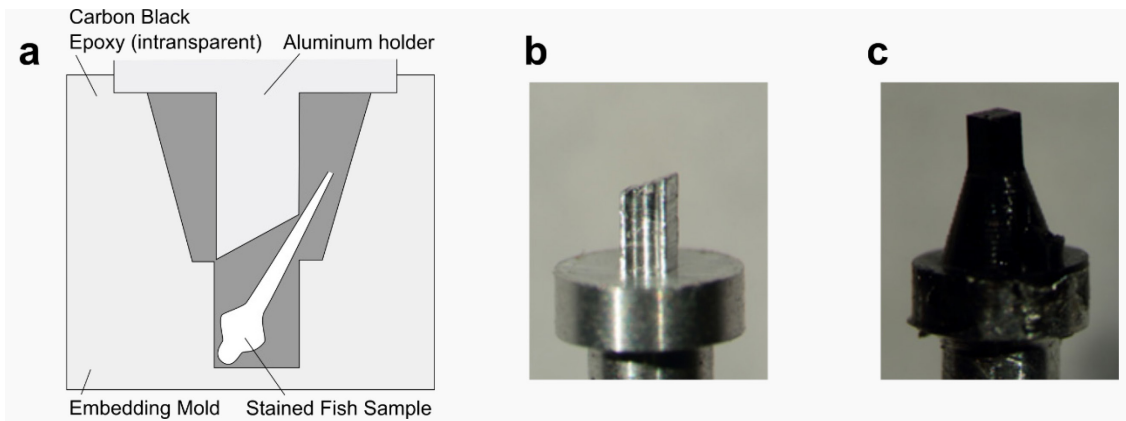 Carbon Black
Epoxy (intransparent)
Aluminum holder
a
b
c
Embedding Mold
Stained Fish Sample